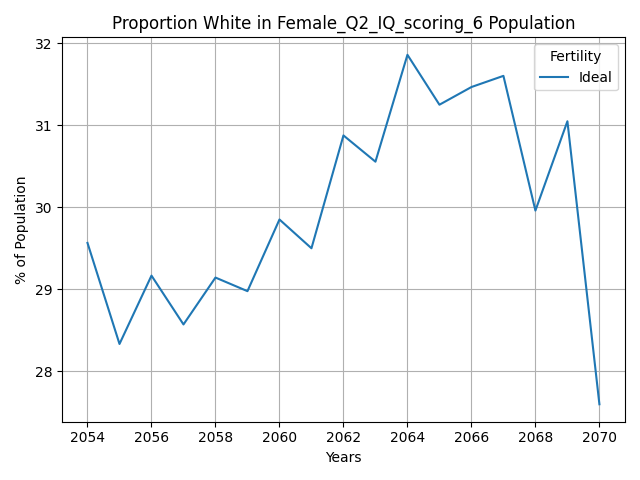 Proportion White in Female_Q2_IQ_scoring_6 Population
Fertility
Ideal
% of Population
32
31
30
29
28
2054 2056 2058 2060 2062 2064 2066 2068 2070
Years